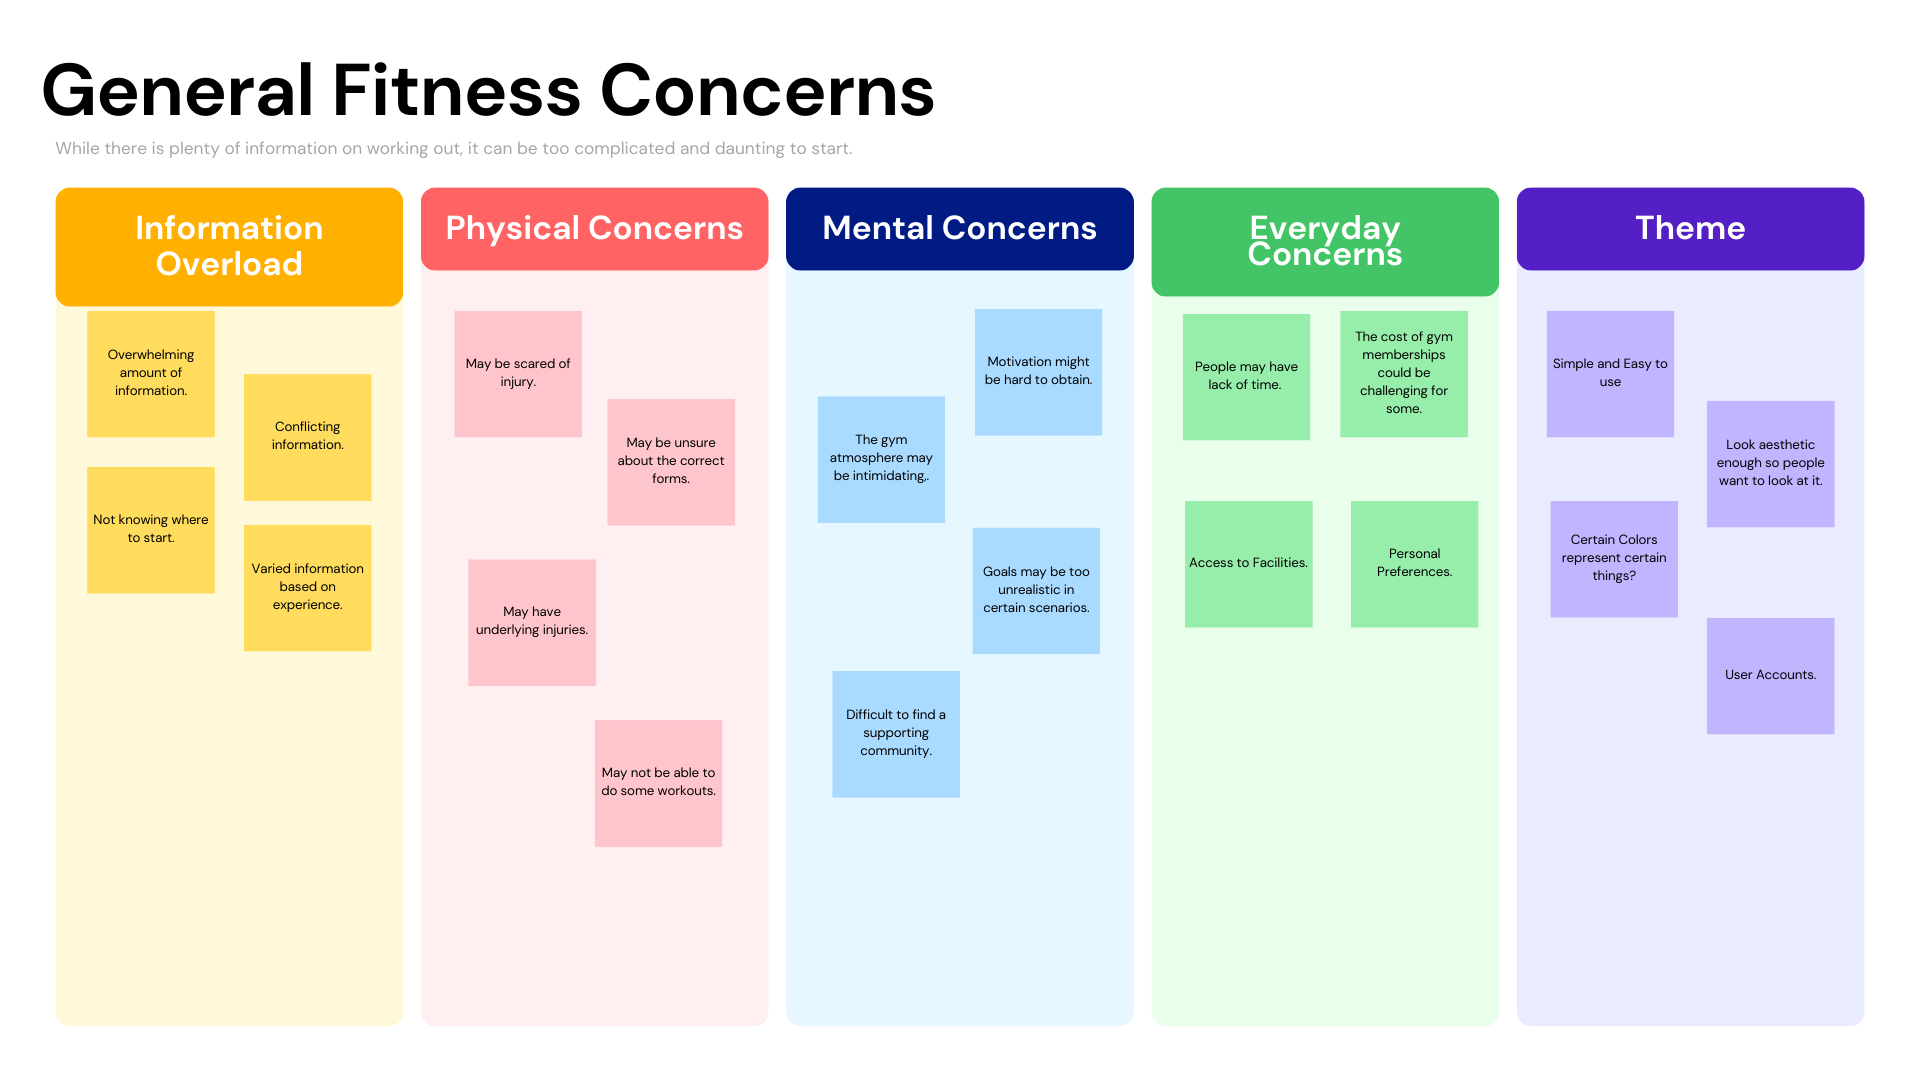 General Fitness Concerns
While there is plenty of information on working out, it can be too complicated and daunting to start.
Information
Overload
Overwhelming
amount of
information.
Conflicting
information.
Not knowing where
to start.
Varied information
based on
experience.
Physical Concerns
May be scared of
injury.
May be unsure
about the correct
forms.
May have
underlying injuries.
May not be able to
do some workouts.
Mental Concerns
Motivation might
be hard to obtain.
The gym
atmosphere may
be intimidating,.
Goals may be too
unrealistic in
certain scenarios.
Difficult to find a
supporting
community.
Everyday
Concerns
People may have
lack of time.
The cost of gym
memberships
could be
challenging for
some.
Access to Facilities.
Personal
Preferences.
Theme
Simple and Easy to
use
Look aesthetic
enough so people
want to look at it.
Certain Colors
represent certain
things?
User Accounts.